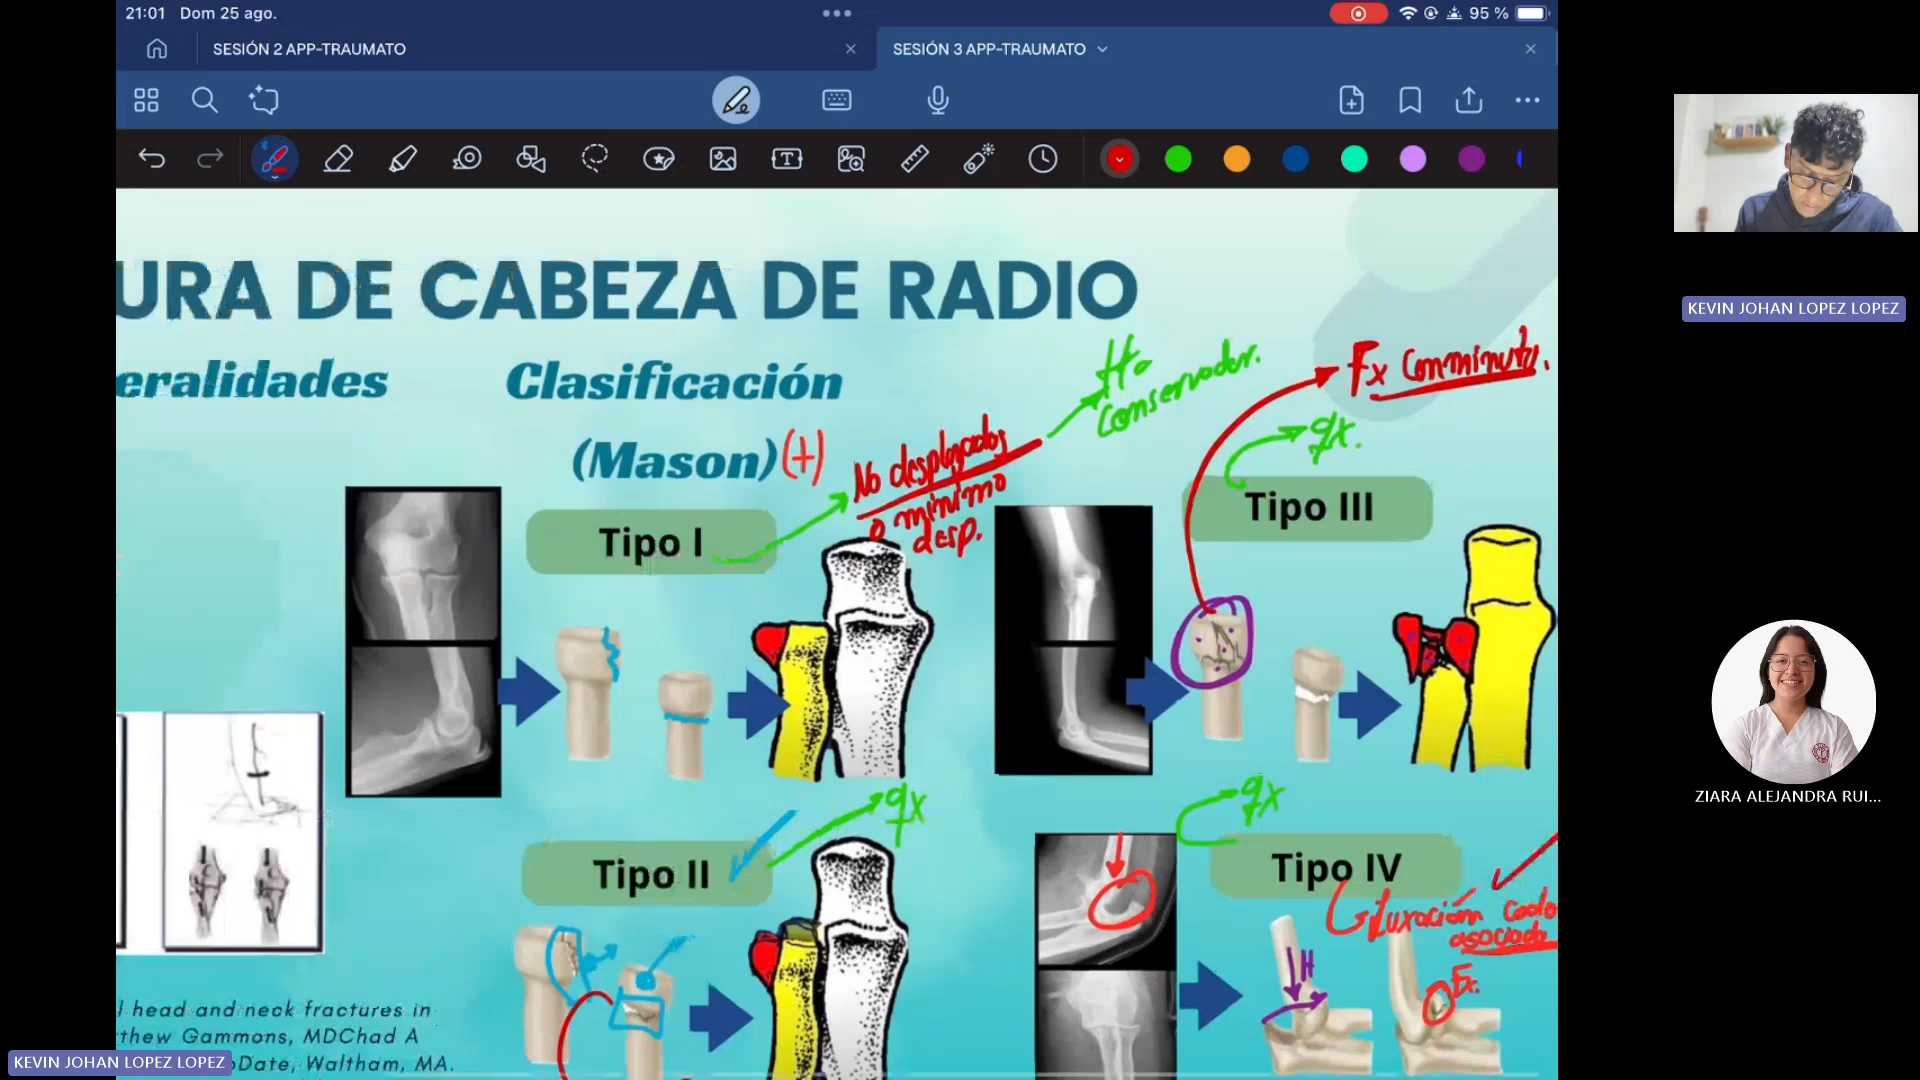 21:01 Dom 25 ago.
95 %
SESIÓN 2 APP-TRAUMATO
SESIÓN 3 APP-TRAUMATO
URA DE CABEZA DE RADIO
eralidades
Clasificación
(Mason) (+)
Tto
Conservador.
Fx Conminuta.
qx.
No desplazados
o mínimo
desp.
Tipo I
Tipo III
qx
qx
Tipo II
Tipo IV
Luxación Codo
asociada
H
Fx.
l head and neck fractures in
thew Gammons, MDChad A
oDate, Waltham, MA.
KEVIN JOHAN LOPEZ LOPEZ
KEVIN JOHAN LOPEZ LOPEZ
ZIARA ALEJANDRA RUI...